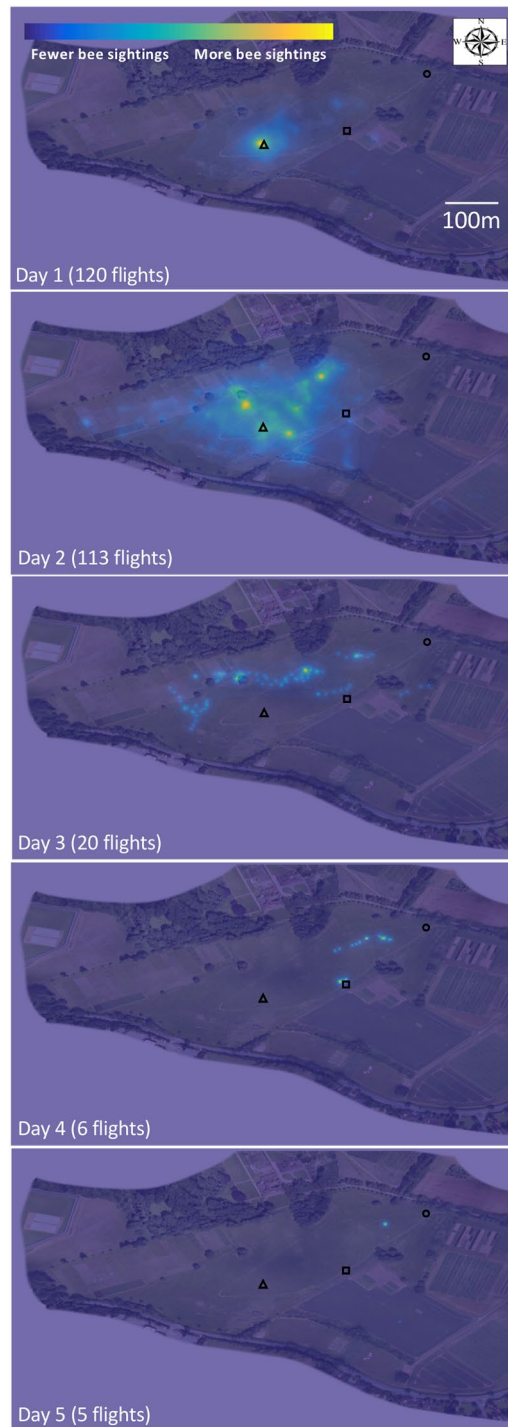 N
W E
S
Fewer bee sightings More bee sightings
100m
Day 1 (120 flights)
Day 2 (113 flights)
Day 3 (20 flights)
Day 4 (6 flights)
Day 5 (5 flights)